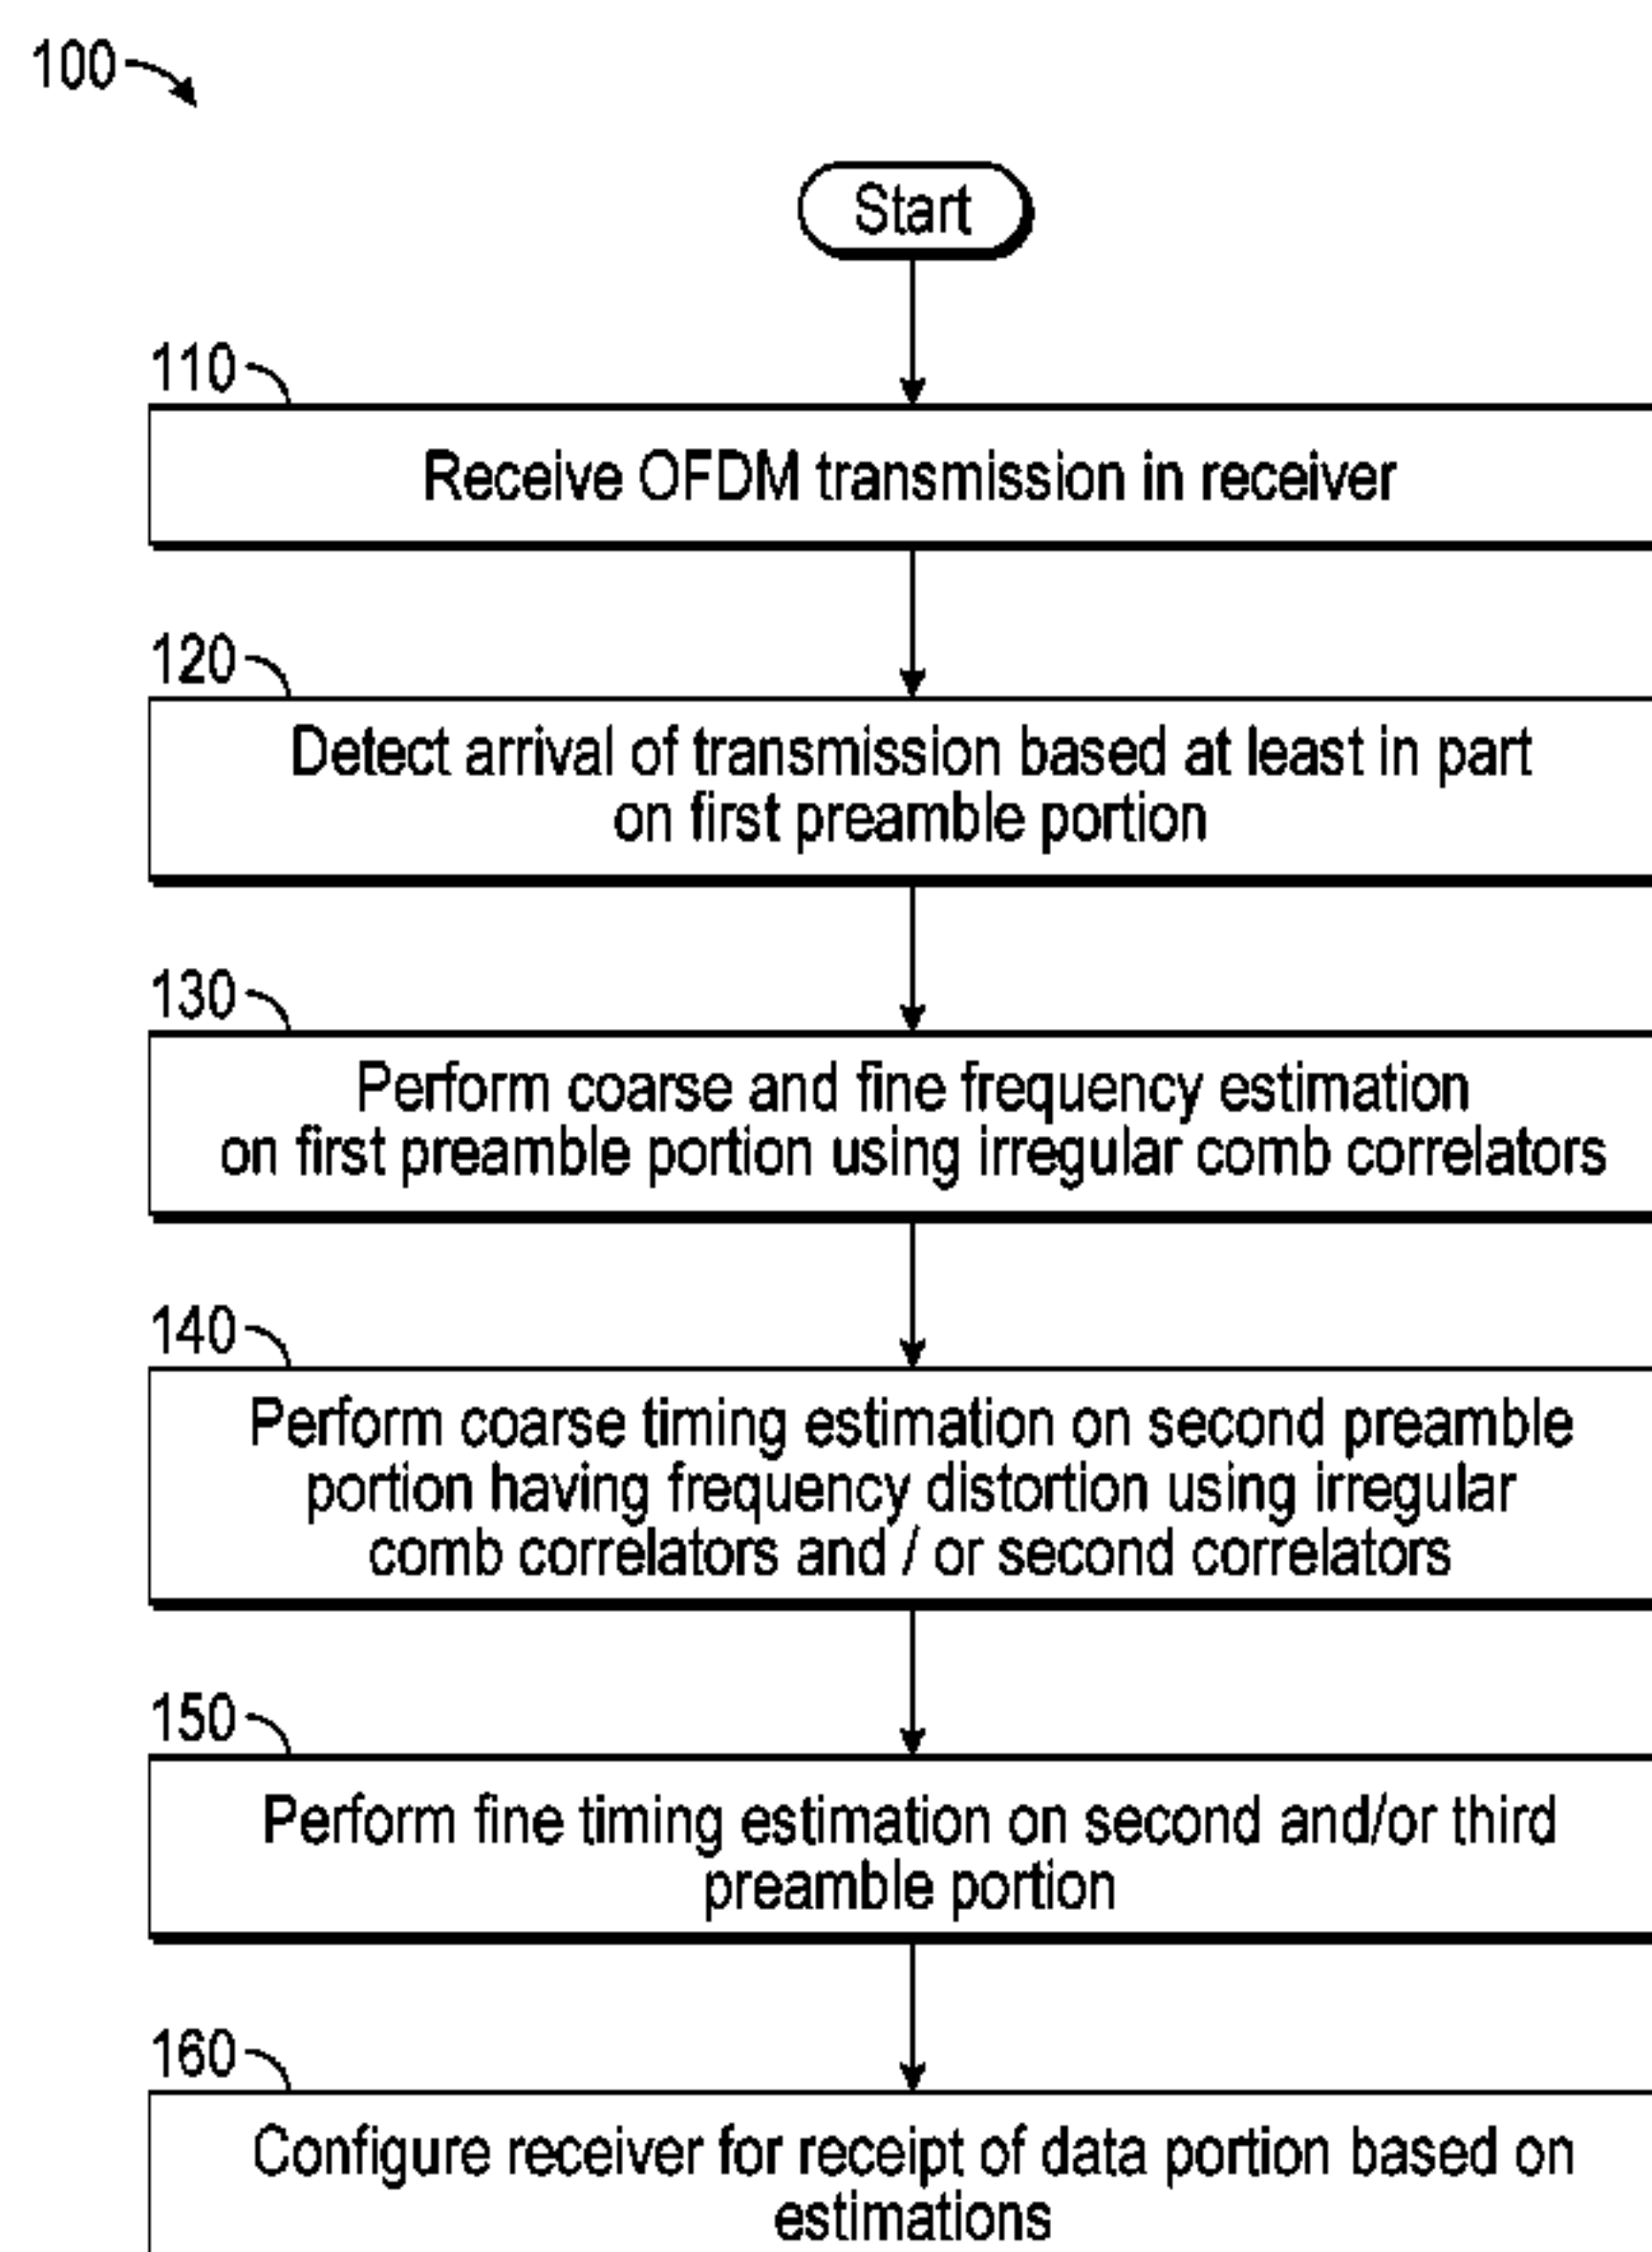 100
Start
110
Receive OFDM transmission in receiver
120
Detect arrival of transmission based at least in part
on first preamble portion
130
Perform coarse and fine frequency estimation
on first preamble portion using irregular comb correlators
140
Perform coarse timing estimation on second preamble
portion having frequency distortion using irregular
comb correlators and / or second correlators
150
Perform fine timing estimation on second and/or third
preamble portion
160
Configure receiver for receipt of data portion based on
estimations